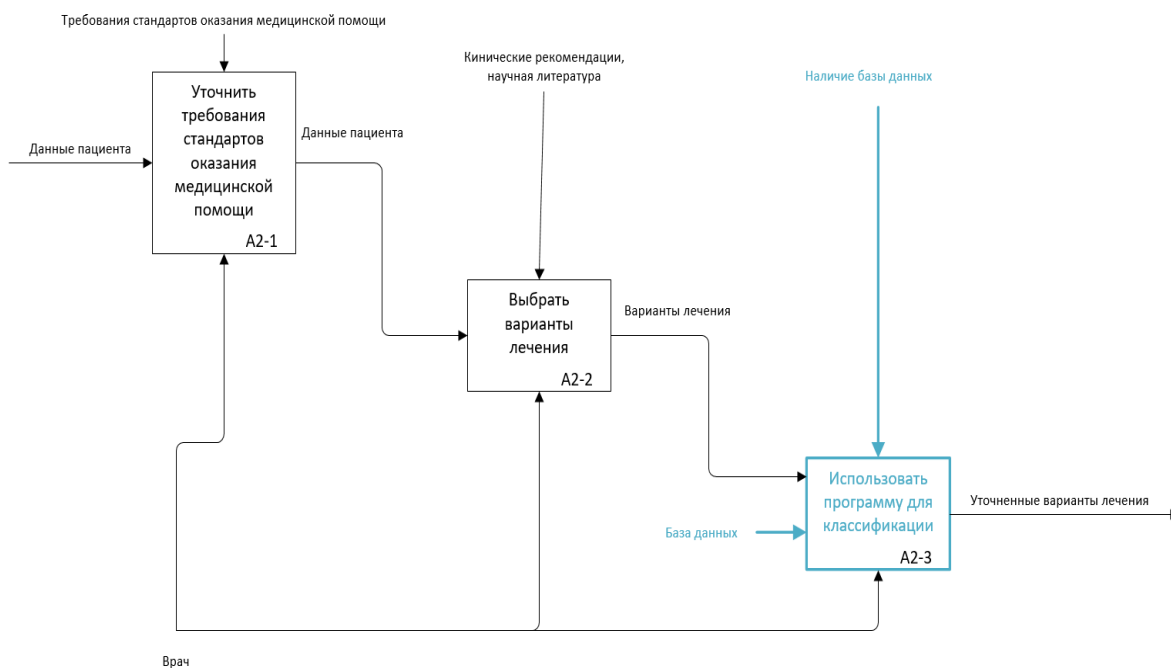 Требования стандартов оказания медицинской помощи
Кинические рекомендации,
научная литература
Наличие базы данных
Уточнить
требования
стандартов
оказания
медицинской
помощи
A2-1
Данные пациента
Данные пациента
Выбрать
варианты
лечения
A2-2
Варианты лечения
Использовать
программу для
классификации
A2-3
База данных
Уточненные варианты лечения
Врач